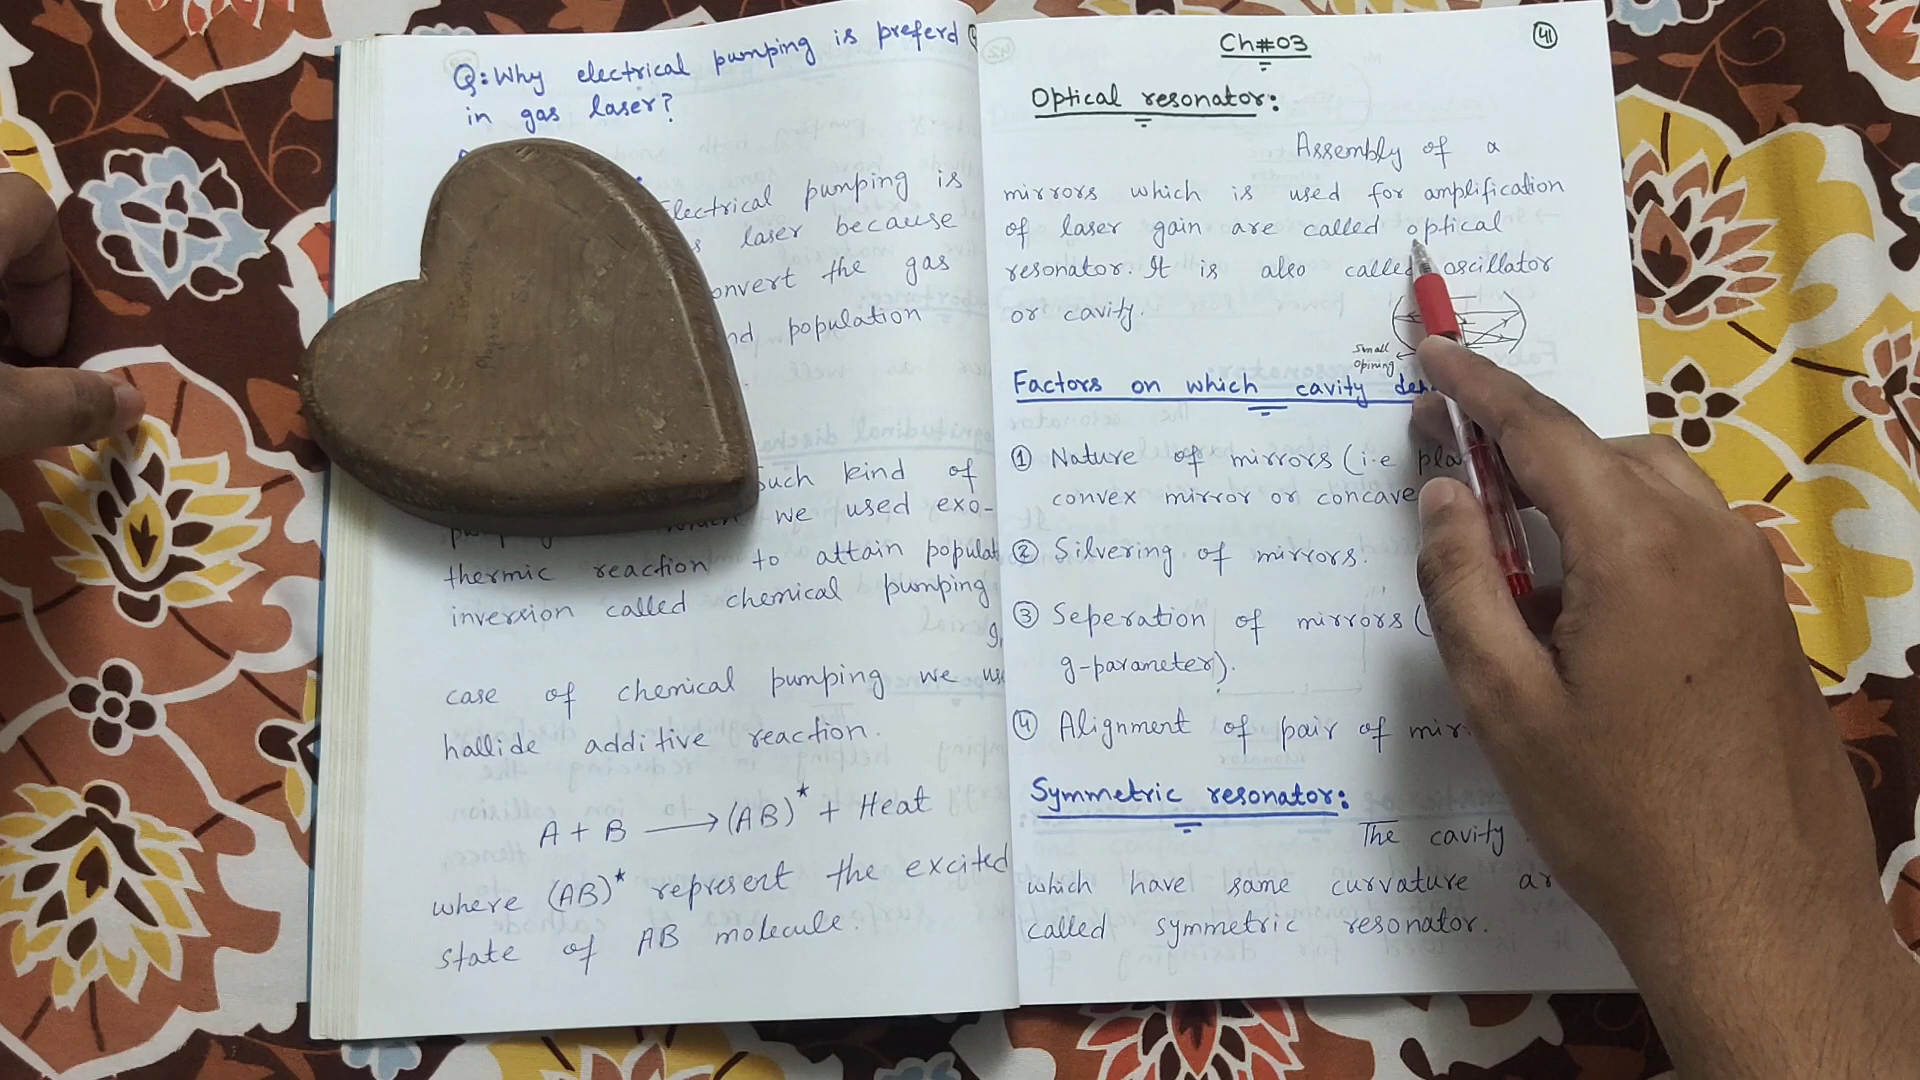 Q: Why electrical pumping is preferd
in gas laser?
Electrical pumping is
laser because
convert the gas
population
Such kind of
which we used exo-
thermic reaction to attain populat
inversion called chemical pumping
case of chemical pumping we use
hallide additive reaction.
A + B ⟶ (AB)* + Heat
where (AB)* represent the excited
state of AB molecule.
Ch#03
41
Optical resonator:
Assembly of a
mirrors which is used for amplification
of laser gain are called optical
resonator. It is also called oscillator
or cavity.
Small
opining
Factors on which cavity
① Nature of mirrors (i.e
convex mirror or concave
② Silvering of mirrors.
③ Seperation of mirrors (
g-parameter).
④ Alignment of pair of
Symmetric resonator:
The cavity
which have same curvature
called symmetric resonator.